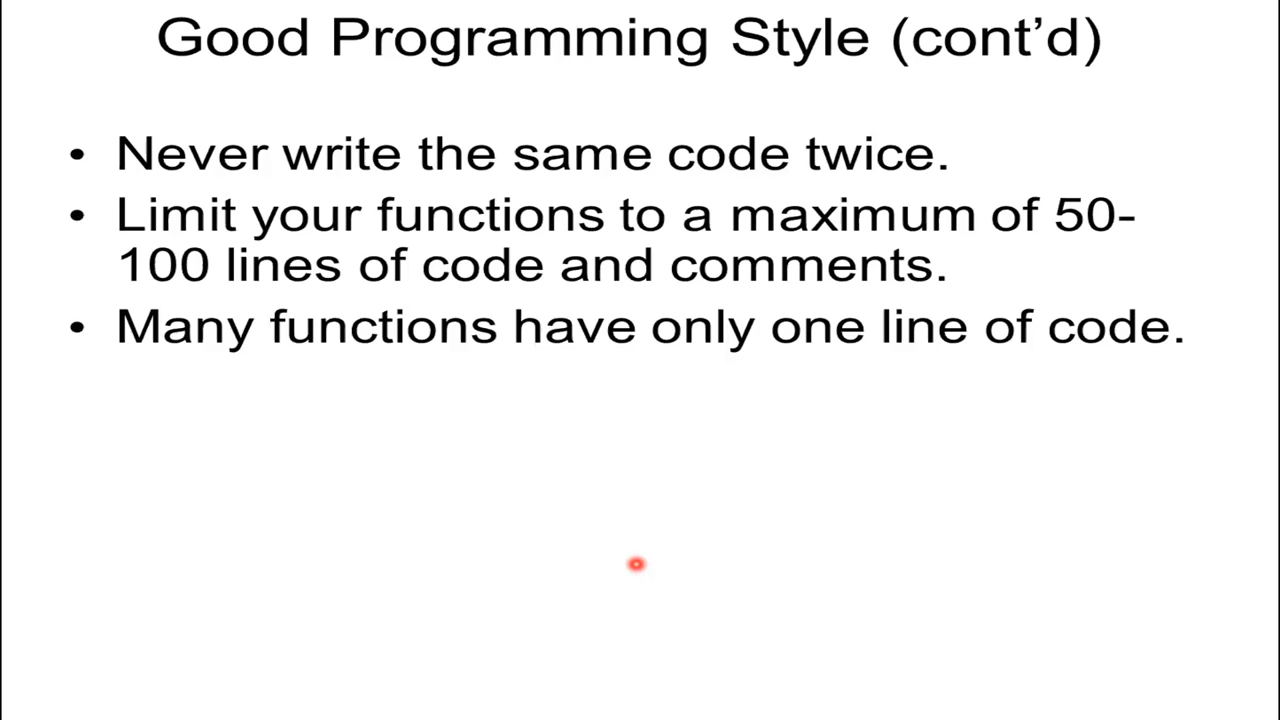 Good Programming Style (cont’d)
• Never write the same code twice.
• Limit your functions to a maximum of 50-
100 lines of code and comments.
• Many functions have only one line of code.